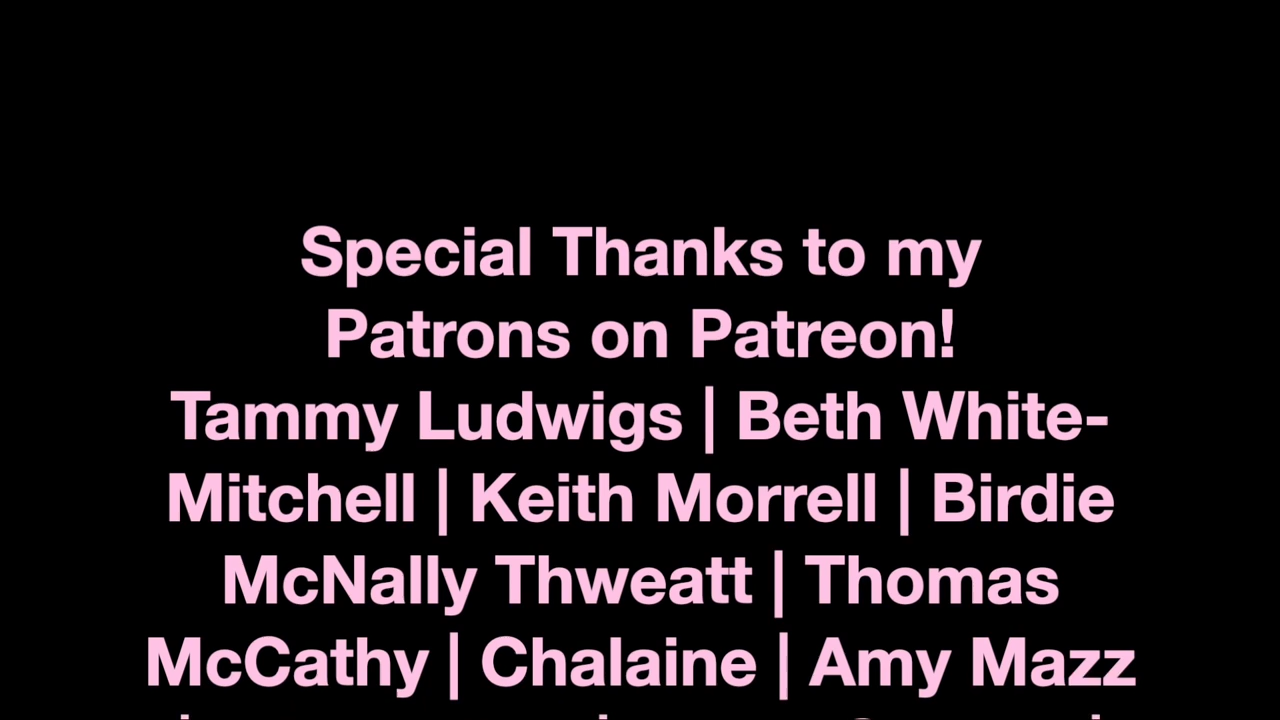 Special Thanks to my
Patrons on Patreon!
Tammy Ludwigs | Beth White-
Mitchell | Keith Morrell | Birdie
McNally Thweatt | Thomas
McCathy | Chalaine | Amy Mazz